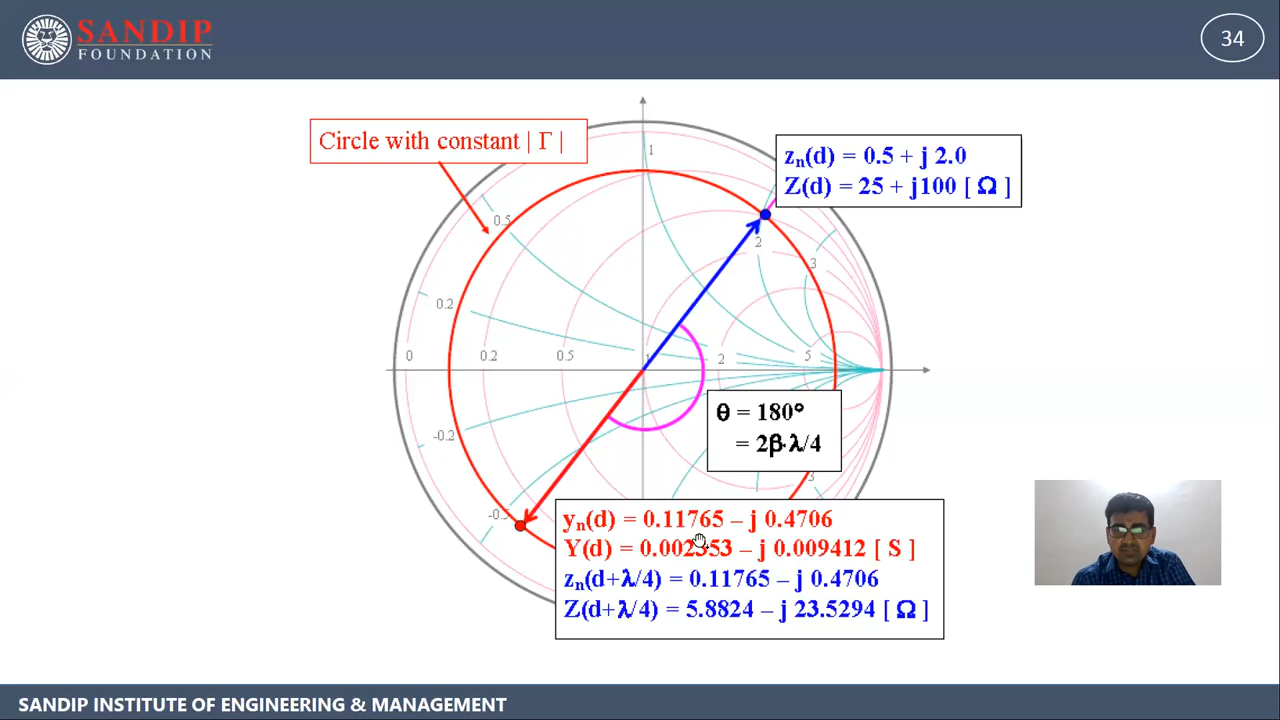 SANDIP
FOUNDATION
34
Circle with constant | Γ |
zn(d) = 0.5 + j 2.0
Z(d) = 25 + j100 [ Ω ]
1
0.5
2
3
0.2
0 0.2 0.5 1 2 5
θ = 180°
= 2β·λ/4
-0.2
3
-0.5
yn(d) = 0.11765 – j 0.4706
Y(d) = 0.002353 – j 0.009412 [ S ]
zn(d+λ/4) = 0.11765 – j 0.4706
Z(d+λ/4) = 5.8824 – j 23.5294 [ Ω ]
SANDIP INSTITUTE OF ENGINEERING & MANAGEMENT